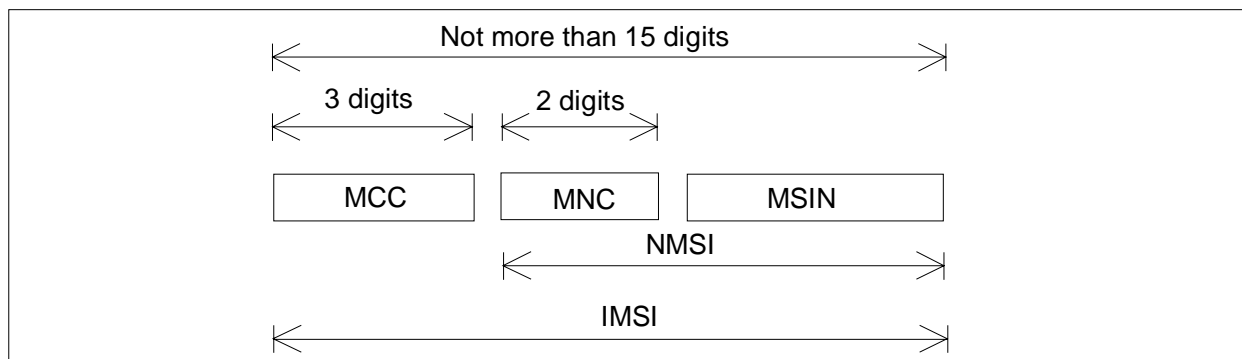 Not more than 15 digits
3 digits 2 digits
MCC MNC MSIN
NMSI
IMSI